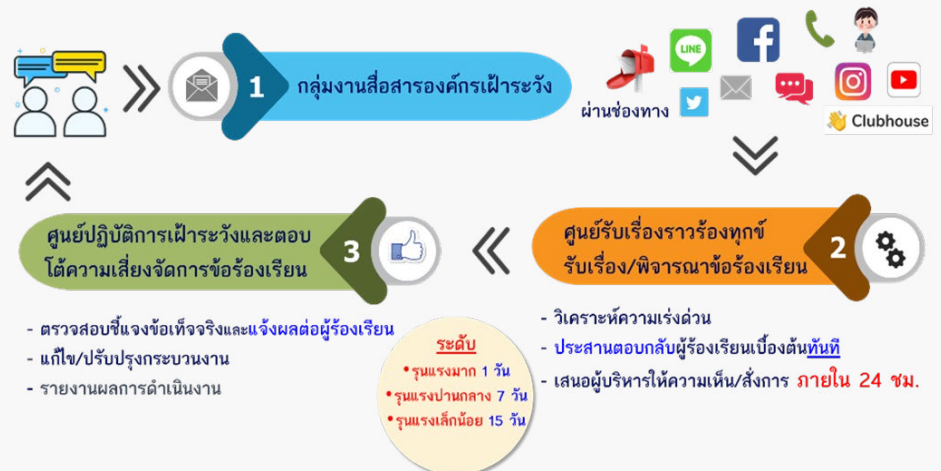 1
กลุ่มงานสื่อสารองค์กรเฝ้าระวัง
ผ่านช่องทาง
LINE
Clubhouse
2
ศูนย์รับเรื่องราวร้องทุกข์
รับเรื่อง/พิจารณาข้อร้องเรียน
- วิเคราะห์ความเร่งด่วน
- ประสานตอบกลับผู้ร้องเรียนเบื้องต้นทันที
- เสนอผู้บริหารให้ความเห็น/สั่งการ ภายใน 24 ชม.
3
ศูนย์ปฏิบัติการเฝ้าระวังและตอบ
โต้ความเสี่ยงจัดการข้อร้องเรียน
- ตรวจสอบชี้แจงข้อเท็จจริงและแจ้งผลต่อผู้ร้องเรียน
- แก้ไข/ปรับปรุงกระบวนงาน
- รายงานผลการดำเนินงาน
ระดับ
• รุนแรงมาก 1 วัน
• รุนแรงปานกลาง 7 วัน
• รุนแรงเล็กน้อย 15 วัน